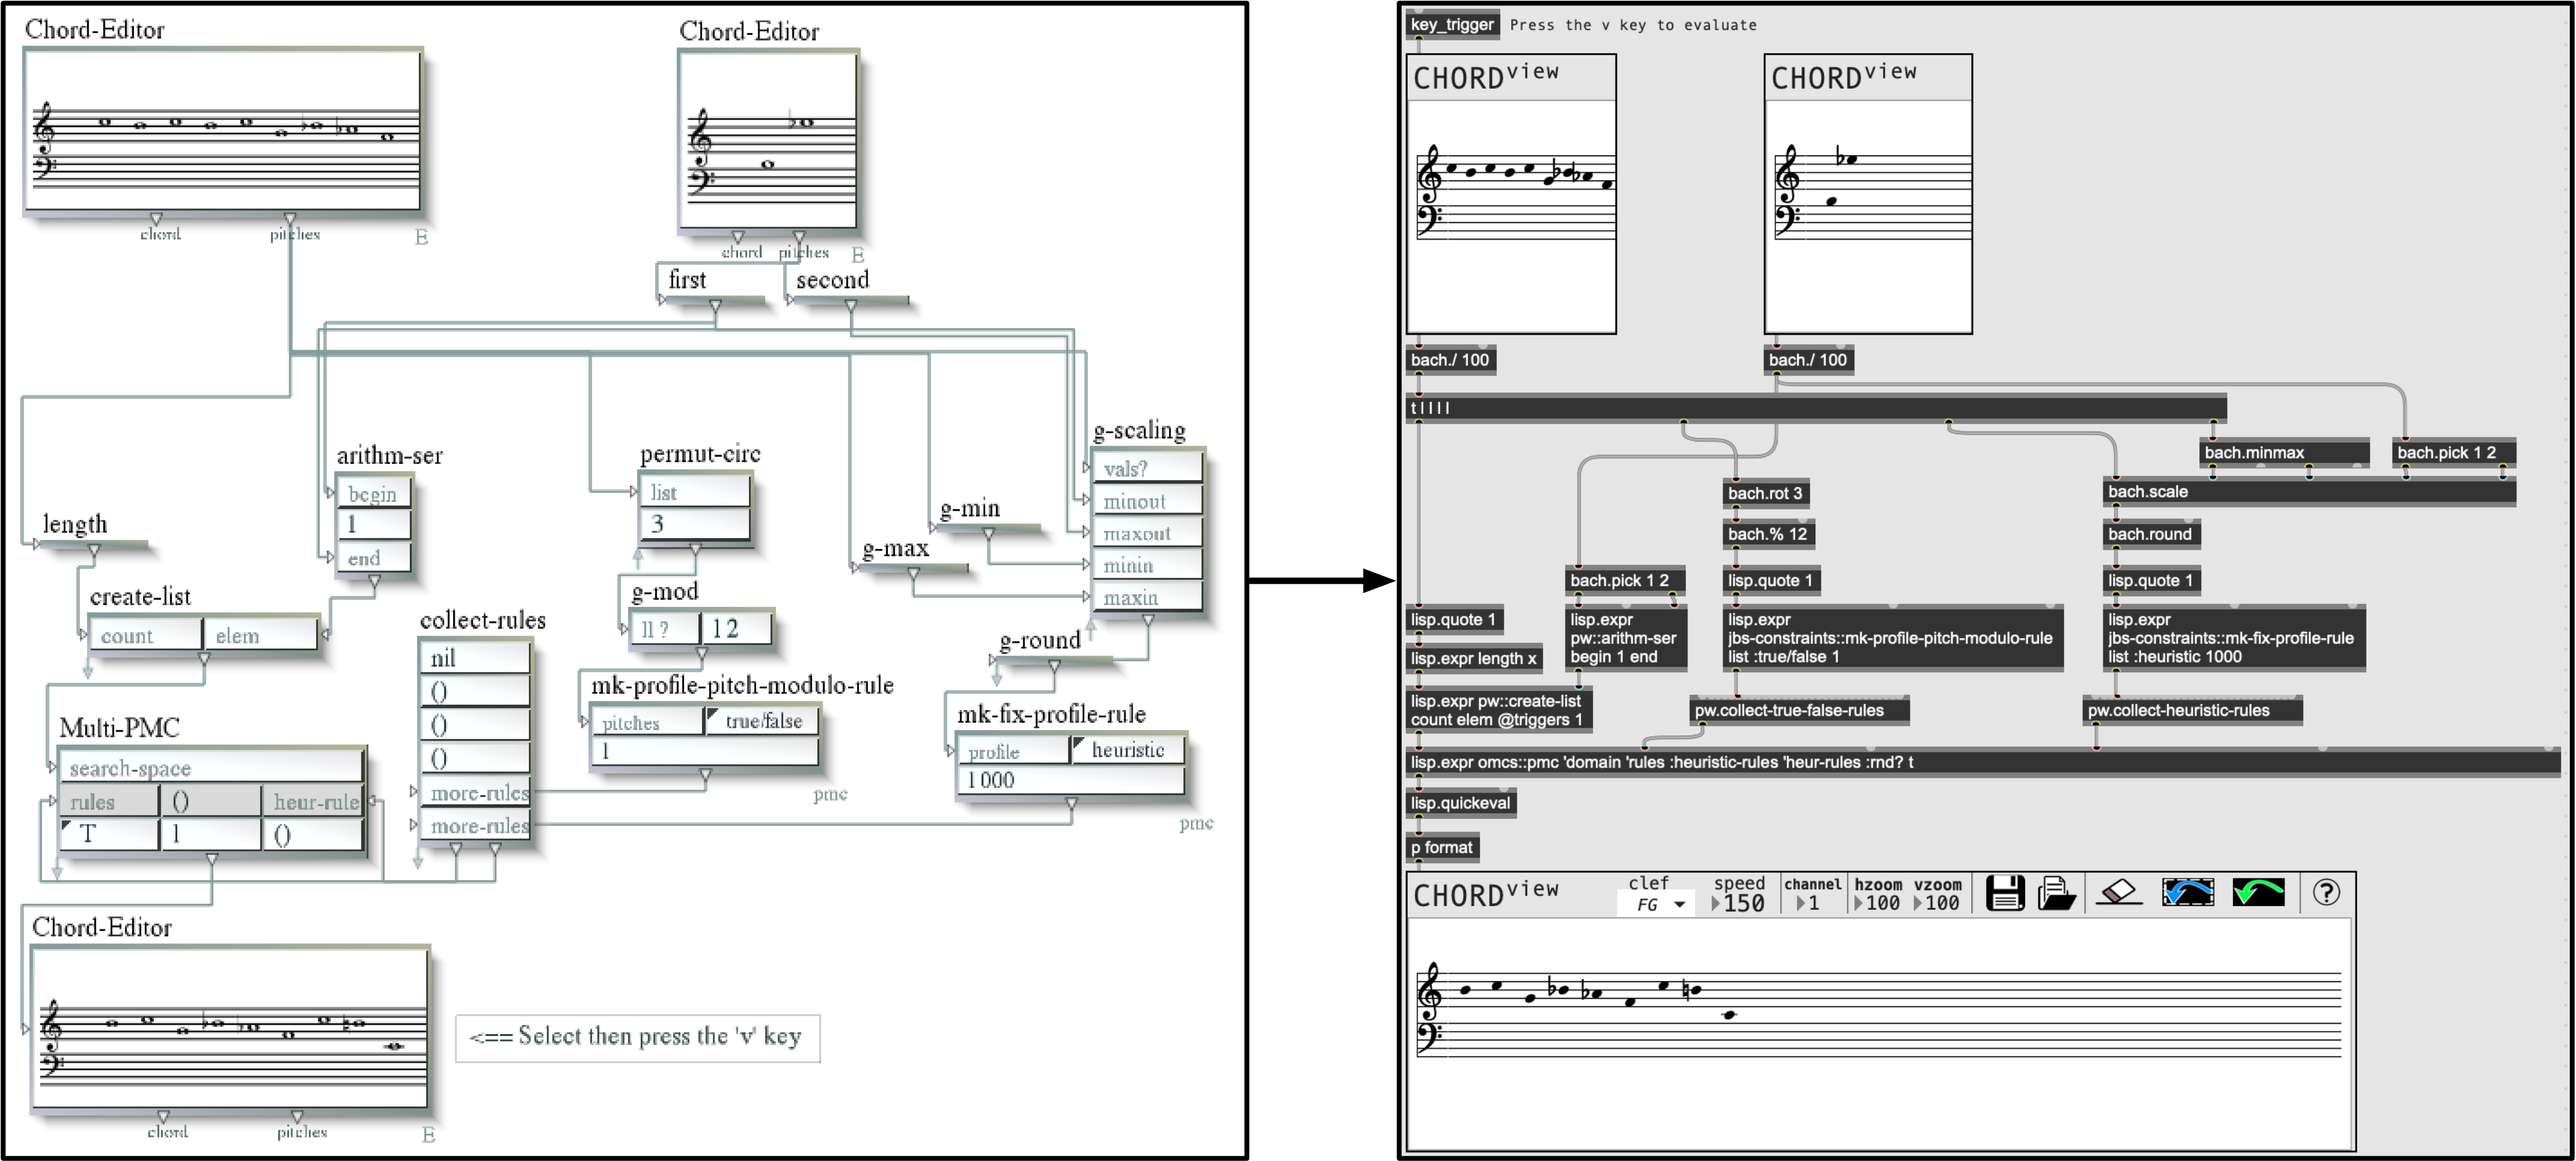 Chord-Editor
chord
pitches
E
Chord-Editor
chord
pitches
E
first
second
arithm-ser
begin
1
end
permut-circ
list
3
g-scaling
vals?
minout
maxout
minin
maxin
length
g-min
g-max
create-list
count
elem
g-mod
ll ?
12
collect-rules
nil
()
()
()
more-rules
more-rules
g-round
mk-profile-pitch-modulo-rule
pitches
true/false
1
pmc
mk-fix-profile-rule
profile
heuristic
1000
pmc
Multi-PMC
search-space
rules
()
heur-rule
T
1
()
Chord-Editor
chord
pitches
E
<== Select then press the 'v' key
key_trigger
Press the v key to evaluate
CHORDview
CHORDview
bach./ 100
bach./ 100
t l l l l
bach.minmax
bach.pick 1 2
bach.rot 3
bach.scale
bach.% 12
bach.round
bach.pick 1 2
lisp.quote 1
lisp.quote 1
lisp.quote 1
lisp.expr length x
lisp.expr
pw::arithm-ser
begin 1 end
lisp.expr
jbs-constraints::mk-profile-pitch-modulo-rule
list :true/false 1
lisp.expr
jbs-constraints::mk-fix-profile-rule
list :heuristic 1000
lisp.expr pw::create-list
count elem @triggers 1
pw.collect-true-false-rules
pw.collect-heuristic-rules
lisp.expr omcs::pmc 'domain 'rules :heuristic-rules 'heur-rules :rnd? t
lisp.quickeval
p format
CHORDview
clef
FG
speed
150
channel
1
hzoom
100
vzoom
100
?